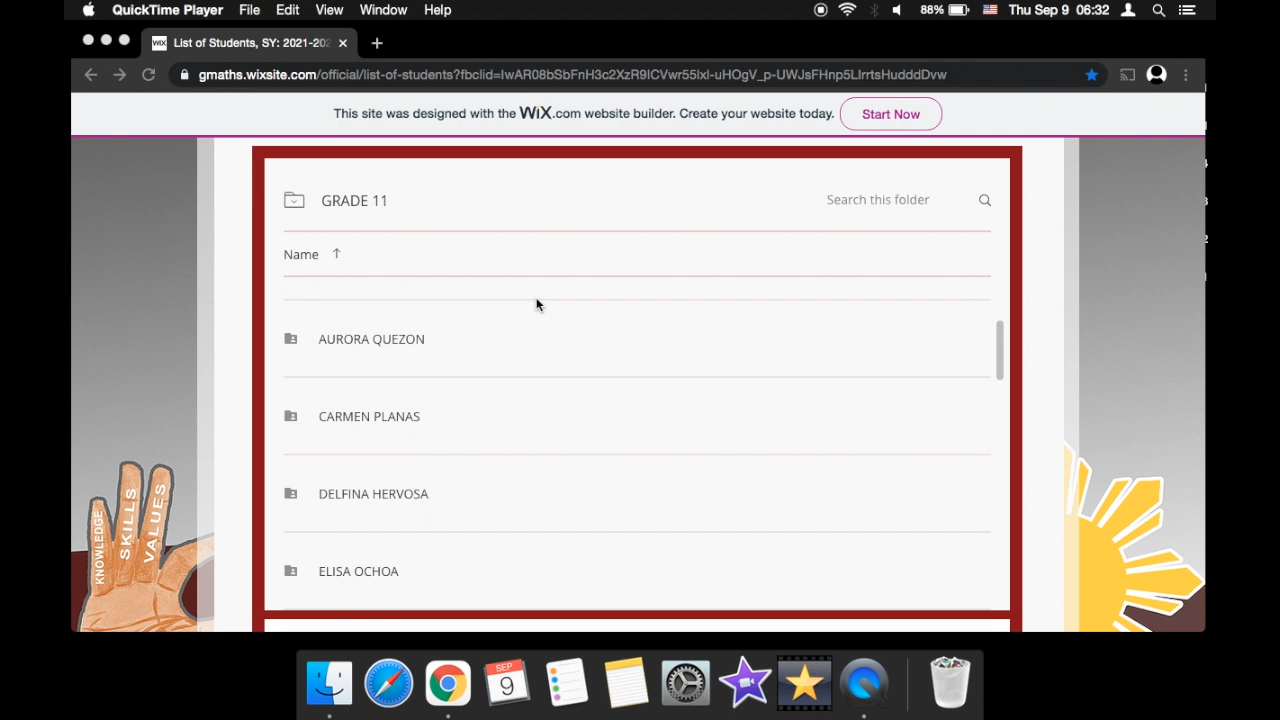 QuickTime Player File Edit View Window Help 88% Thu Sep 9 06:32
WiX List of Students, SY: 2021-202
gmaths.wixsite.com/official/list-of-students?fbclid=IwAR08bSbFnH3c2XzR9ICVwr55lxl-uHOgV_p-UWJsFHnp5LIrrtsHudddDvw
This site was designed with the WiX.com website builder. Create your website today. Start Now
GRADE 11 Search this folder
Name ↑
AURORA QUEZON
CARMEN PLANAS
DELFINA HERVOSA
ELISA OCHOA
KNOWLEDGE
SKILLS
VALUES
SEP
9